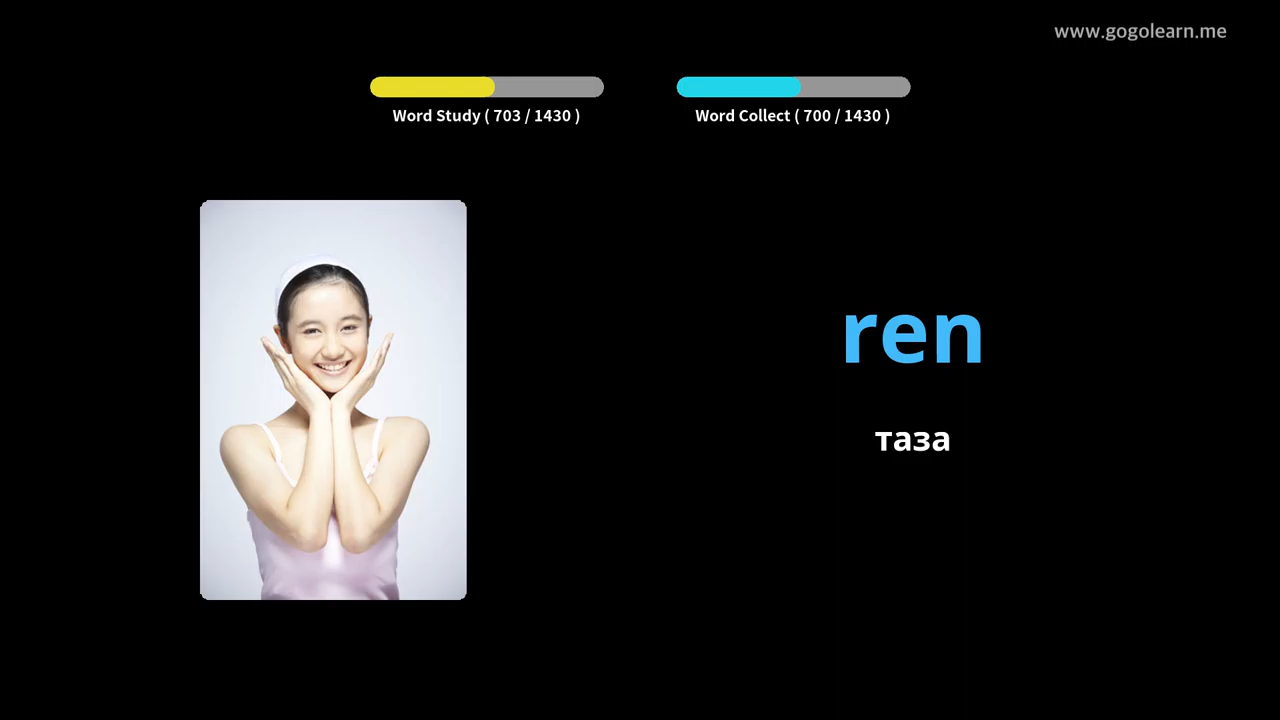 www.gogolearn.me
Word Study ( 703 / 1430 )
Word Collect ( 700 / 1430 )
ren
таза